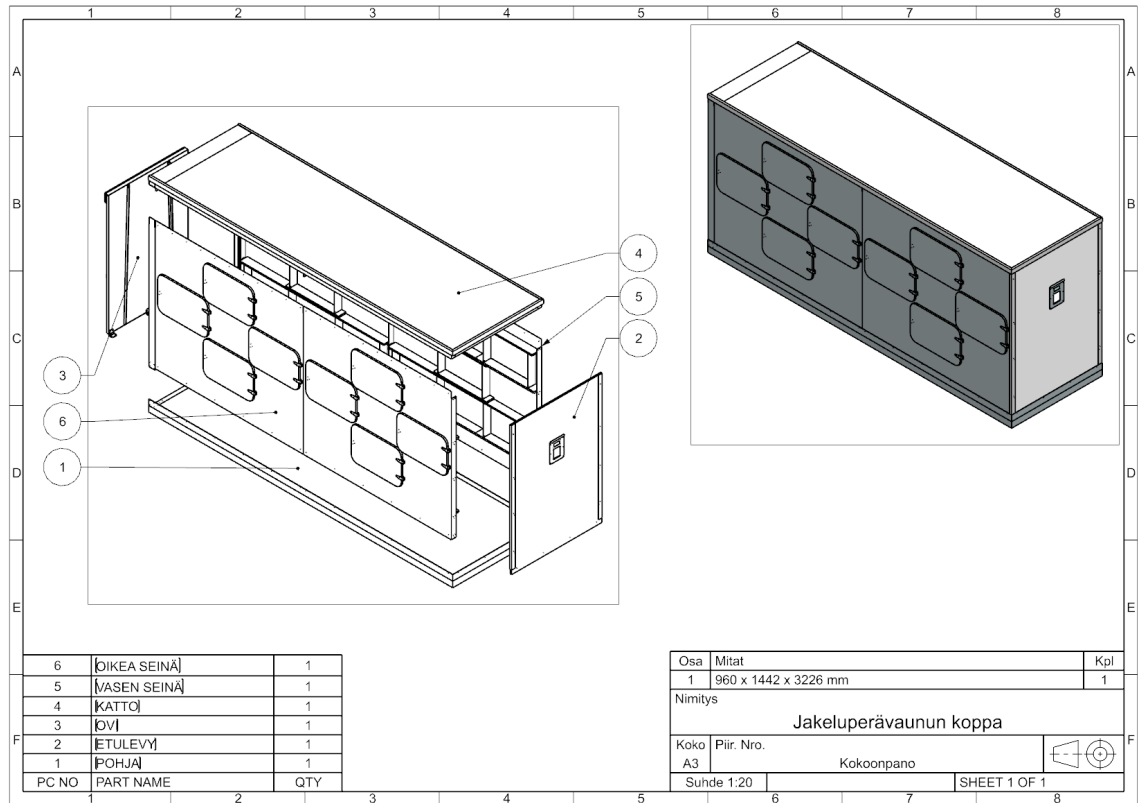 1 2 3 4 5 6 7 8
A A
B B
C C
D D
E E
F F
4
5
2
3
6
1
6 [OIKEA SEINÄ] 1
5 [VASEN SEINÄ] 1
4 [KATTO] 1
3 [OVI] 1
2 [ETULEVY] 1
1 [POHJA] 1
PC NO PART NAME QTY
Osa Mitat Kpl
1 960 x 1442 x 3226 mm 1
Nimitys
Jakeluperävaunun koppa
Koko Piir. Nro.
A3 Kokoonpano
Suhde 1:20 SHEET 1 OF 1
1 2 3 4 5 6 7 8